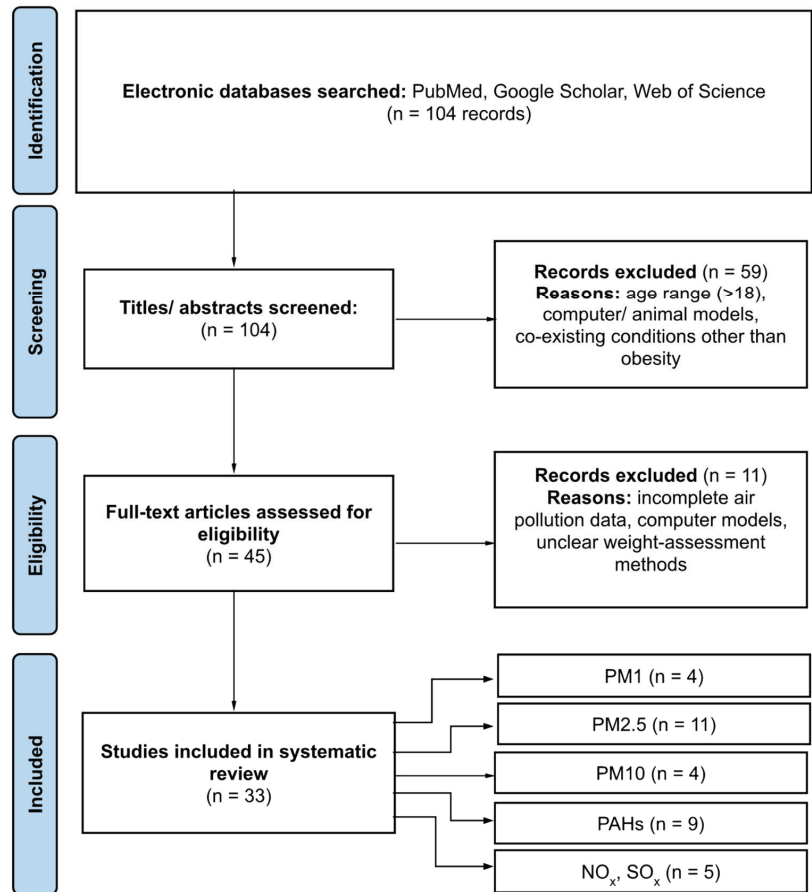 Identification
Electronic databases searched: PubMed, Google Scholar, Web of Science
(n = 104 records)
Screening
Titles/ abstracts screened:
(n = 104)
Records excluded (n = 59)
Reasons: age range (>18),
computer/ animal models,
co-existing conditions other than
obesity
Eligibility
Full-text articles assessed for
eligibility
(n = 45)
Records excluded (n = 11)
Reasons: incomplete air
pollution data, computer models,
unclear weight-assessment
methods
Included
Studies included in systematic
review
(n = 33)
PM1 (n = 4)
PM2.5 (n = 11)
PM10 (n = 4)
PAHs (n = 9)
NOₓ, SOₓ (n = 5)